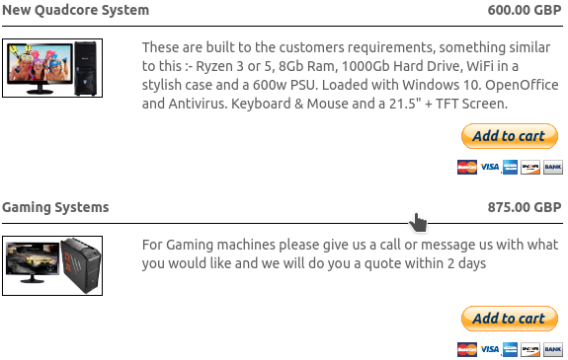 New Quadcore System 600.00 GBP
These are built to the customers requirements, something similar
to this :- Ryzen 3 or 5, 8Gb Ram, 1000Gb Hard Drive, WiFi in a
stylish case and a 600w PSU. Loaded with Windows 10. OpenOffice
and Antivirus. Keyboard & Mouse and a 21.5" + TFT Screen.
Add to cart
VISA BANK
Gaming Systems 875.00 GBP
For Gaming machines please give us a call or message us with what
you would like and we will do you a quote within 2 days
Add to cart
VISA BANK